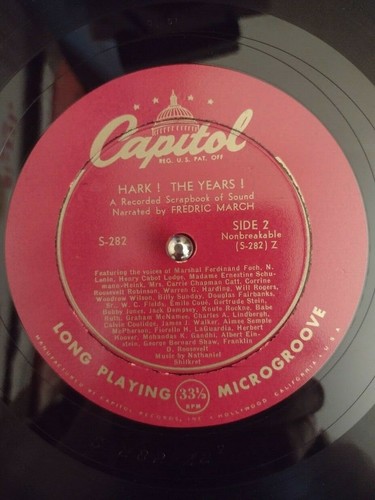 Capitol
REG. U.S. PAT. OFF
HARK ! THE YEARS !
A Recorded Scrapbook of Sound
Narrated by FREDRIC MARCH
S-282
SIDE 2
Nonbreakable
(S-282) Z
Featuring the voices of Marshal Ferdinand Foch, N.
Lenin, Henry Cabot Lodge, Madame Ernestine Schu-
mann-Heink, Mrs. Carrie Chapman Catt, Corrine
Roosevelt Robinson, Warren G. Harding, Will Rogers,
Woodrow Wilson, Billy Sunday, Douglas Fairbanks,
Sr., W. C. Fields, Emile Coué, Gertrude Stein,
Bobby Jones, Jack Dempsey, Knute Rockne, Babe
Ruth, Graham McNamee, Charles A. Lindbergh,
Calvin Coolidge, James J. Walker, Aimee Semple
McPherson, Fiorello H. LaGuardia, Herbert
Hoover, Mahandas K. Gandhi, Albert Ein-
stein, George Bernard Shaw, Franklin
D. Roosevelt
Music by Nathaniel
Shilkret
LONG PLAYING 33⅓ RPM MICROGROOVE
MANUFACTURED BY CAPITOL RECORDS, INC. • HOLLYWOOD, CALIFORNIA, U.S.A.